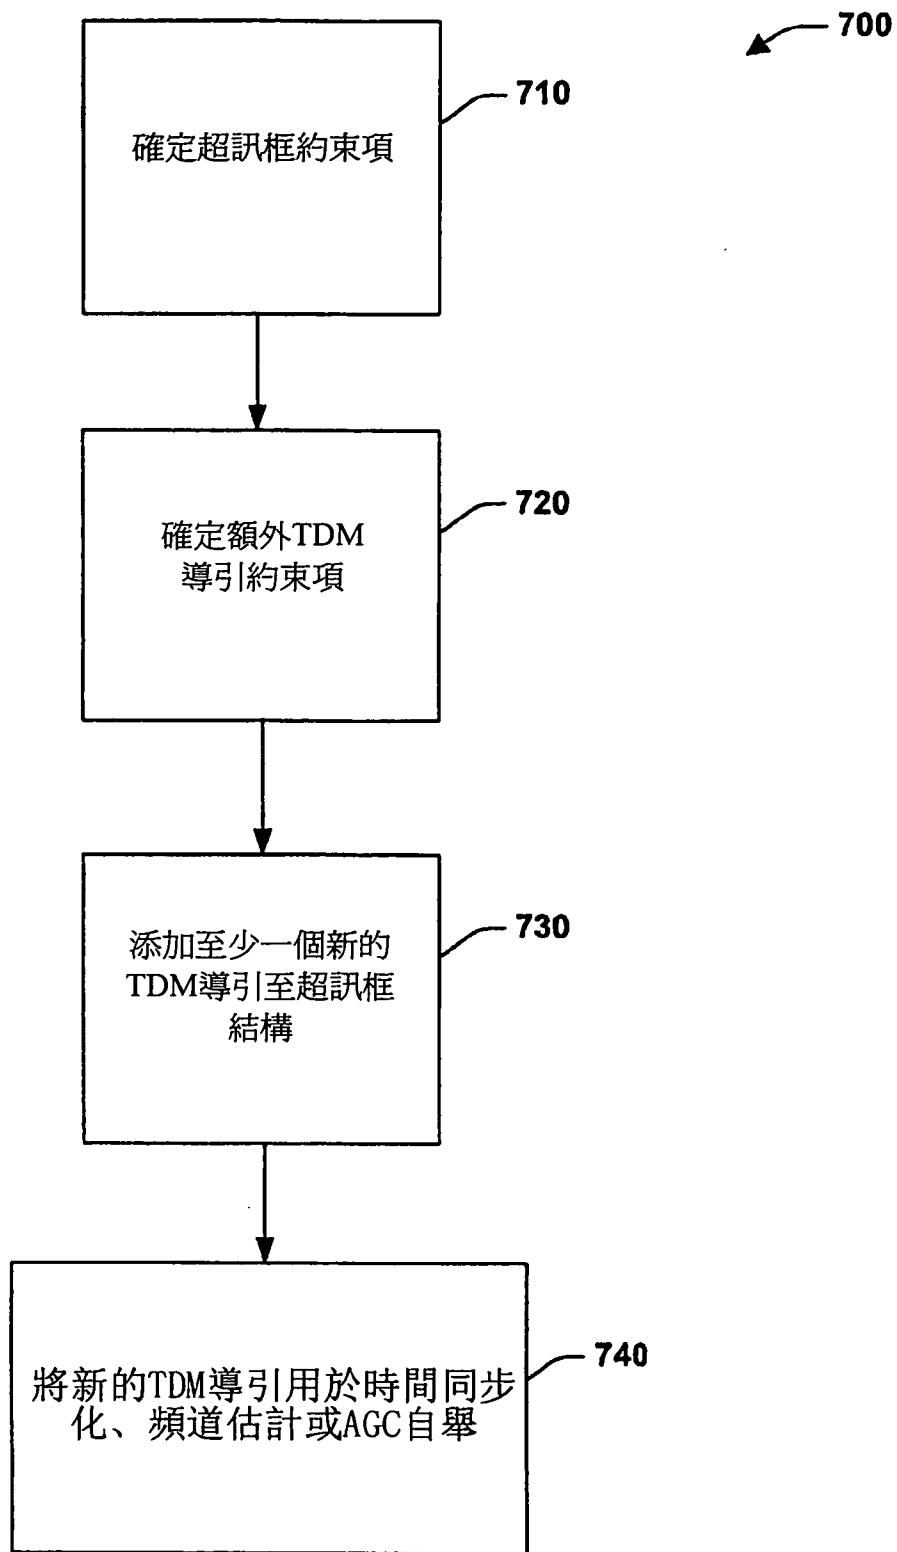 700
710
確定超訊框約束項
720
確定額外TDM
導引約束項
730
添加至少一個新的
TDM導引至超訊框
結構
740
將新的TDM導引用於時間同步
化、頻道估計或AGC自舉